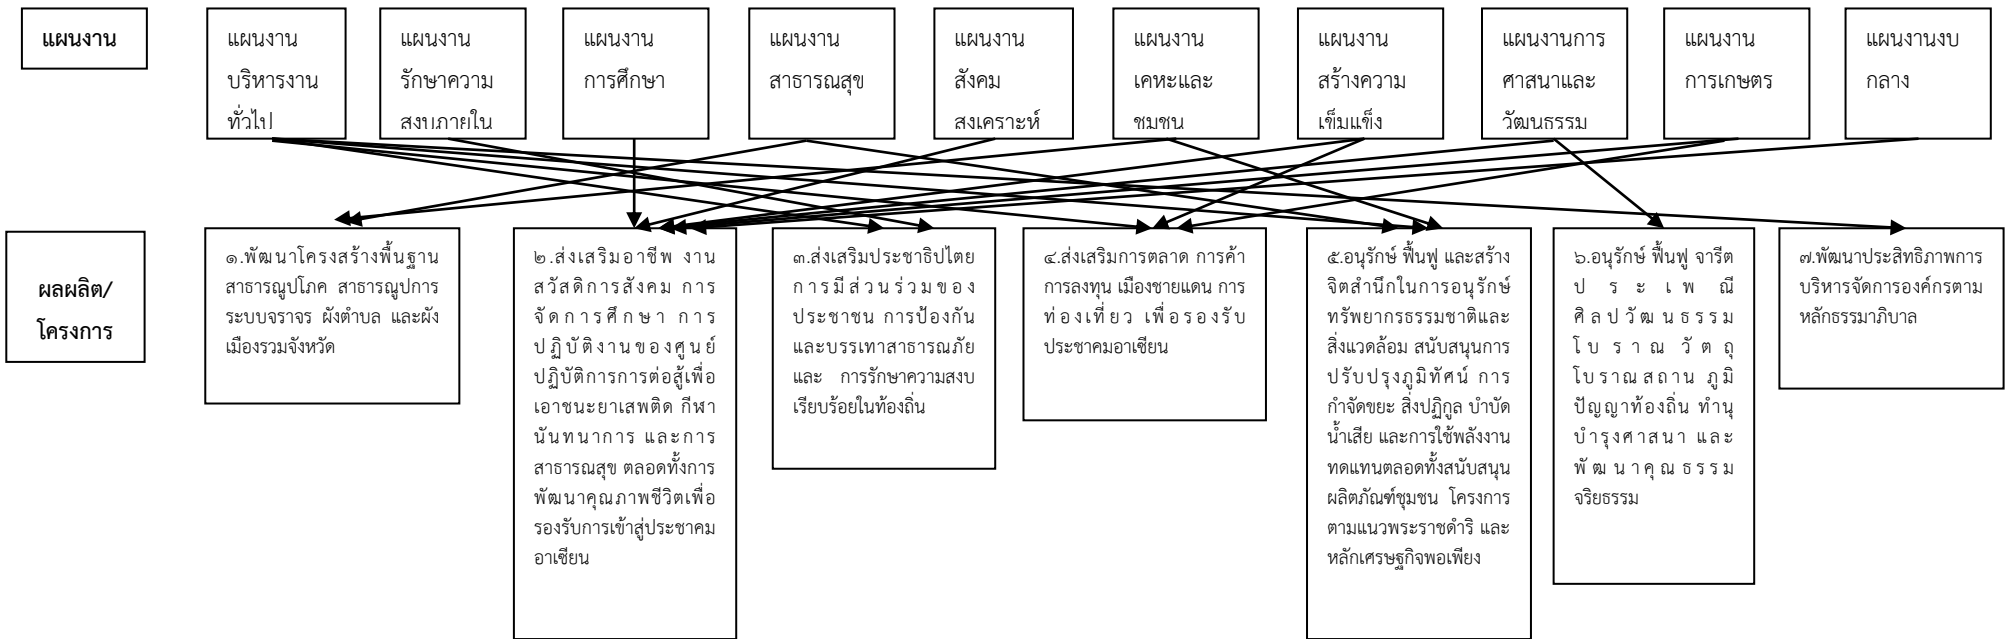 แผนงาน
แผนงาน
บริหารงาน
ทั่วไป
แผนงาน
รักษาความ
สงบภายใน
แผนงาน
การศึกษา
แผนงาน
สาธารณสุข
แผนงาน
สังคม
สงเคราะห์
แผนงาน
เคหะและ
ชุมชน
แผนงาน
สร้างความ
เข็มแข็ง
แผนงานการ
ศาสนาและ
วัฒนธรรม
แผนงาน
การเกษตร
แผนงานงบ
กลาง
ผลผลิต/
โครงการ
๑.พัฒนาโครงสร้างพื้นฐาน
สาธารณูปโภค สาธารณูปการ
ระบบจราจร ผังตำบล และผัง
เมืองรวมจังหวัด
๒.ส่งเสริมอาชีพ งาน
สวัสดิการสังคม การ
จัดการศึกษา การ
ปฏิบัติงานของศูนย์
ปฏิบัติการการต่อสู้เพื่อ
เอาชนะยาเสพติด กีฬา
นันทนาการ และการ
สาธารณสุข ตลอดทั้งการ
พัฒนาคุณภาพชีวิตเพื่อ
รองรับการเข้าสู่ประชาคม
อาเซียน
๓.ส่งเสริมประชาธิปไตย
การมีส่วนร่วมของ
ประชาชน การป้องกัน
และบรรเทาสาธารณภัย
และ การรักษาความสงบ
เรียบร้อยในท้องถิ่น
๔.ส่งเสริมการตลาด การค้า
การลงทุน เมืองชายแดน การ
ท่องเที่ยว เพื่อรองรับ
ประชาคมอาเซียน
๕.อนุรักษ์ ฟื้นฟู และสร้าง
จิตสำนึกในการอนุรักษ์
ทรัพยากรธรรมชาติและ
สิ่งแวดล้อม สนับสนุนการ
ปรับปรุงภูมิทัศน์ การ
กำจัดขยะ สิ่งปฏิกูล บำบัด
น้ำเสีย และการใช้พลังงาน
ทดแทนตลอดทั้งสนับสนุน
ผลิตภัณฑ์ชุมชน โครงการ
ตามแนวพระราชดำริ และ
หลักเศรษฐกิจพอเพียง
๖.อนุรักษ์ ฟื้นฟู จารีต
ประเพณี
ศิลปวัฒนธรรม
โบราณวัตถุ
โบราณสถาน ภูมิ
ปัญญาท้องถิ่น ทำนุ
บำรุงศาสนา และ
พัฒนาคุณธรรม
จริยธรรม
๗.พัฒนาประสิทธิภาพการ
บริหารจัดการองค์กรตาม
หลักธรรมาภิบาล